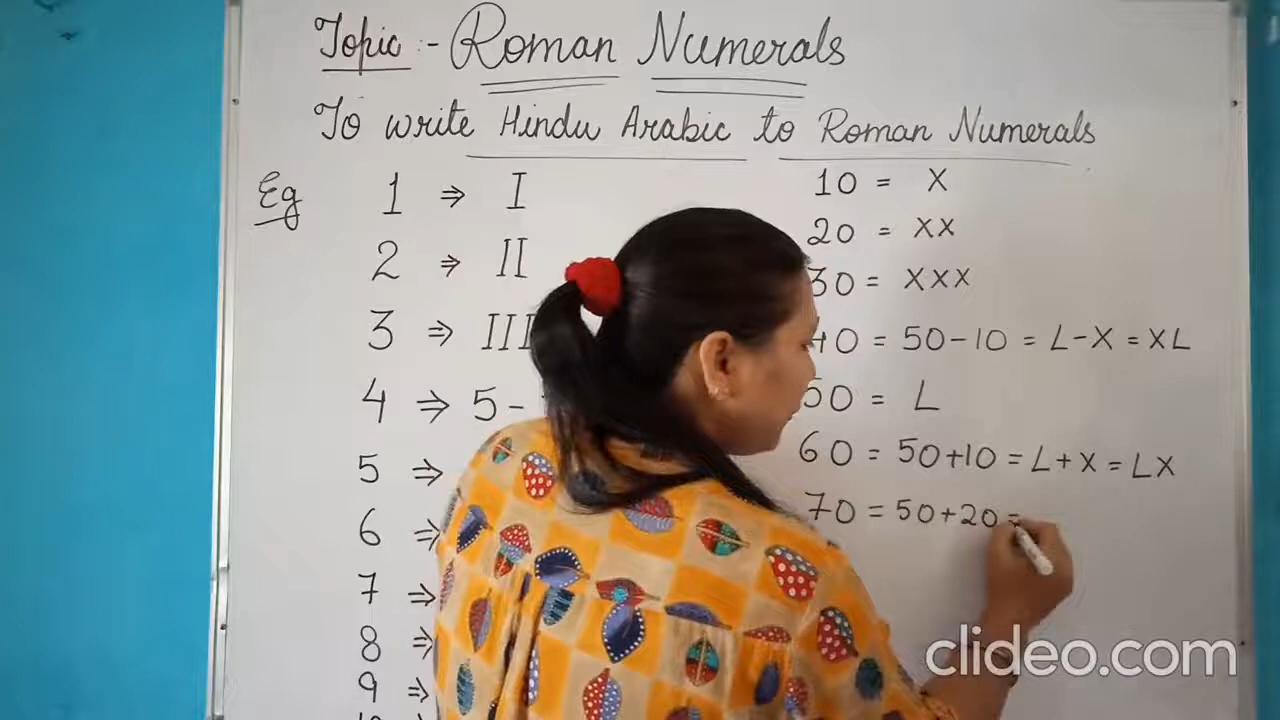 Topic :- Roman Numerals
To write Hindu Arabic to Roman Numerals
Eg 1 ⇒ I
2 ⇒ II
3 ⇒ III
4 ⇒ 5 -
5 ⇒
6 ⇒
7 ⇒
8 ⇒
9 ⇒
10 = X
20 = XX
30 = XXX
40 = 50 - 10 = L - X = XL
50 = L
60 = 50 + 10 = L + X = LX
70 = 50 + 20 =
clideo.com